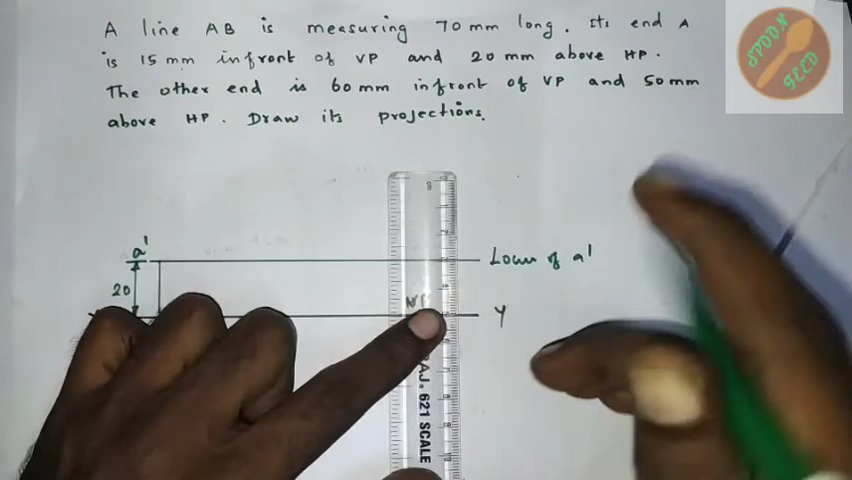 A line AB is measuring 70 mm long. Its end A
is 15 mm infront of VP and 20 mm above HP.
The other end is 60 mm infront of VP and 50 mm
above HP. Draw its projections.
SPOON
FEED
a'
Locus of a'
20
Y
621 SCALE